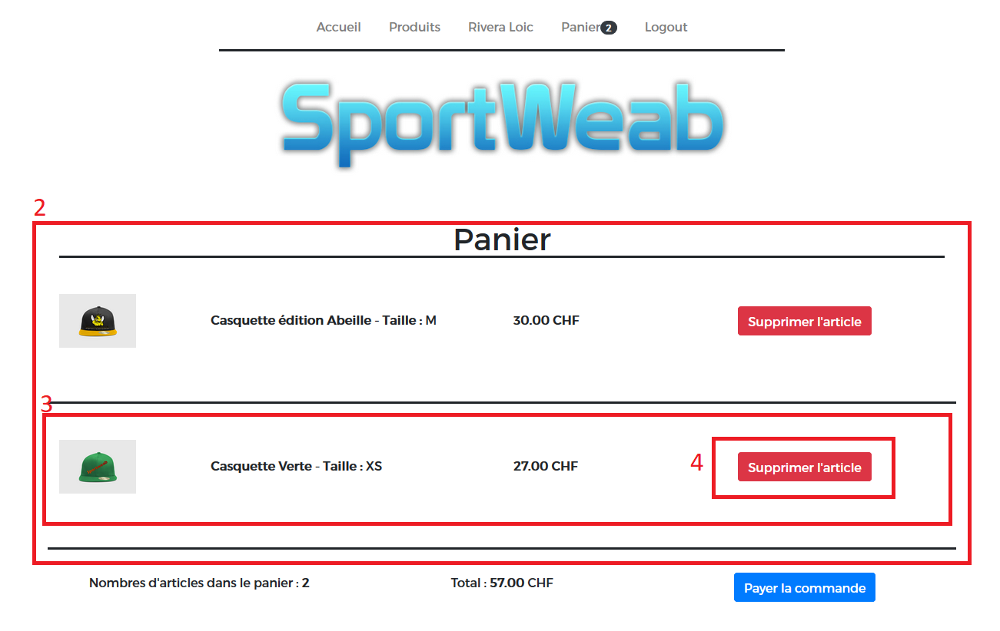 Accueil Produits Rivera Loic Panier 2 Logout
SportWeab
2
Panier
Casquette édition Abeille - Taille : M 30.00 CHF Supprimer l'article
3
Casquette Verte - Taille : XS 27.00 CHF 4 Supprimer l'article
Nombres d'articles dans le panier : 2 Total : 57.00 CHF Payer la commande